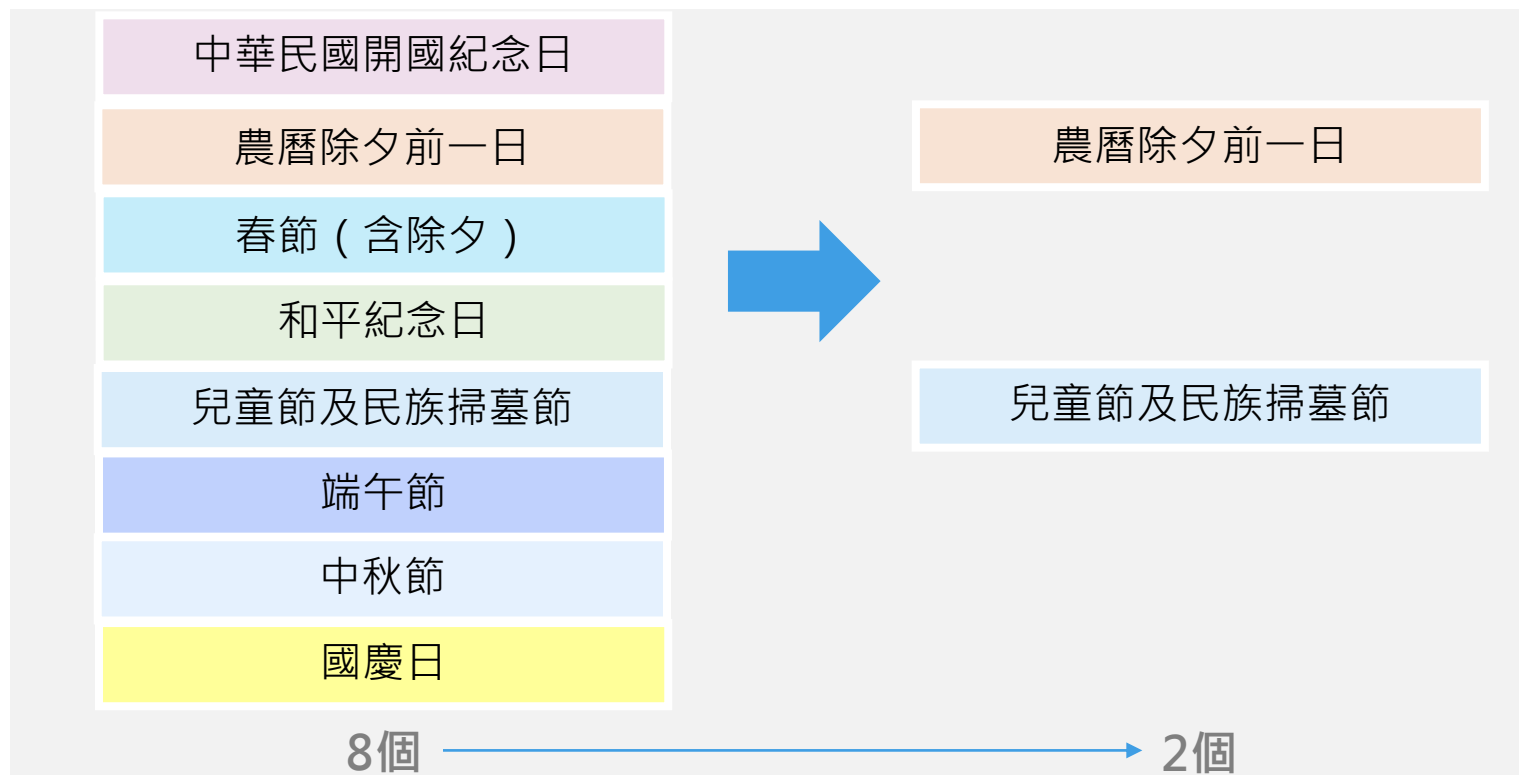 中華民國開國紀念日
農曆除夕前一日
春節（含除夕）
和平紀念日
兒童節及民族掃墓節
端午節
中秋節
國慶日
8個
農曆除夕前一日
兒童節及民族掃墓節
2個